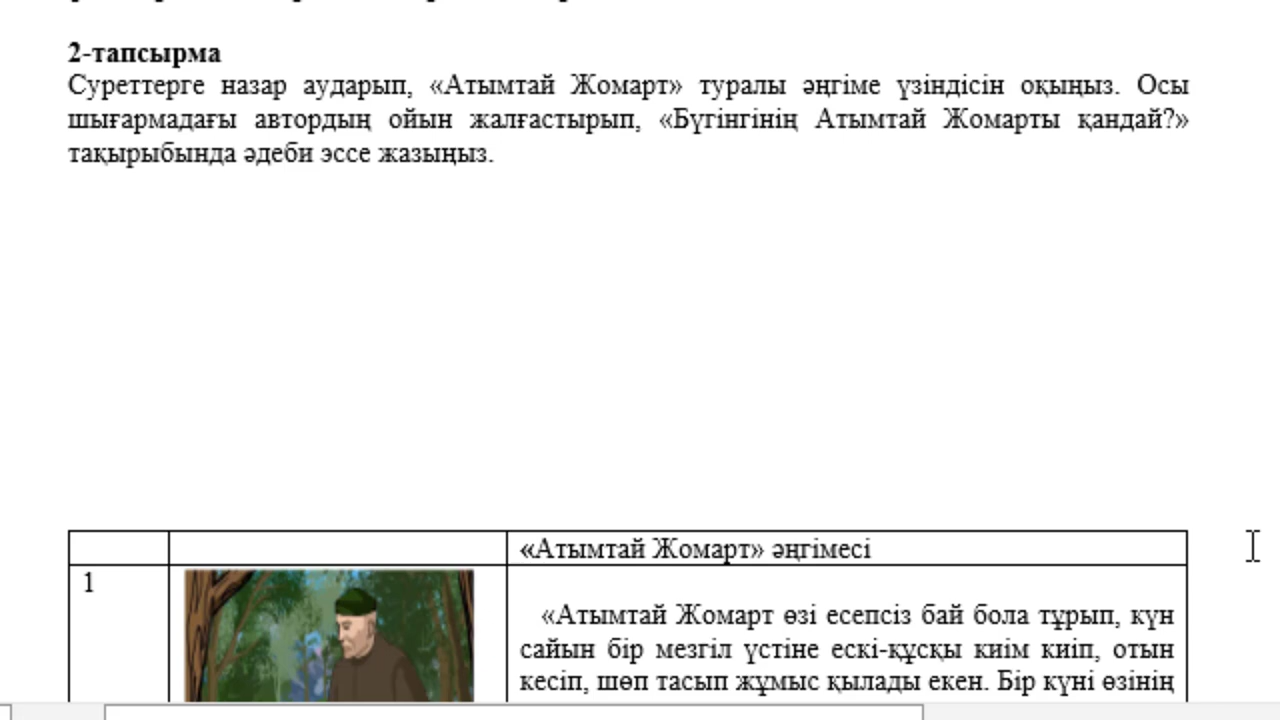 2-тапсырма
Суреттерге назар аударып, «Атымтай Жомарт» туралы әңгіме үзіндісін оқыңыз. Осы
шығармадағы автордың ойын жалғастырып, «Бүгінгінің Атымтай Жомарты қандай?»
тақырыбында әдеби эссе жазыңыз.
«Атымтай Жомарт» әңгімесі
1
«Атымтай Жомарт өзі есепсіз бай бола тұрып, күн
сайын бір мезгіл үстіне ескі-құсқы киім киіп, отын
кесіп, шөп тасып жұмыс қылады екен. Бір күні өзінің